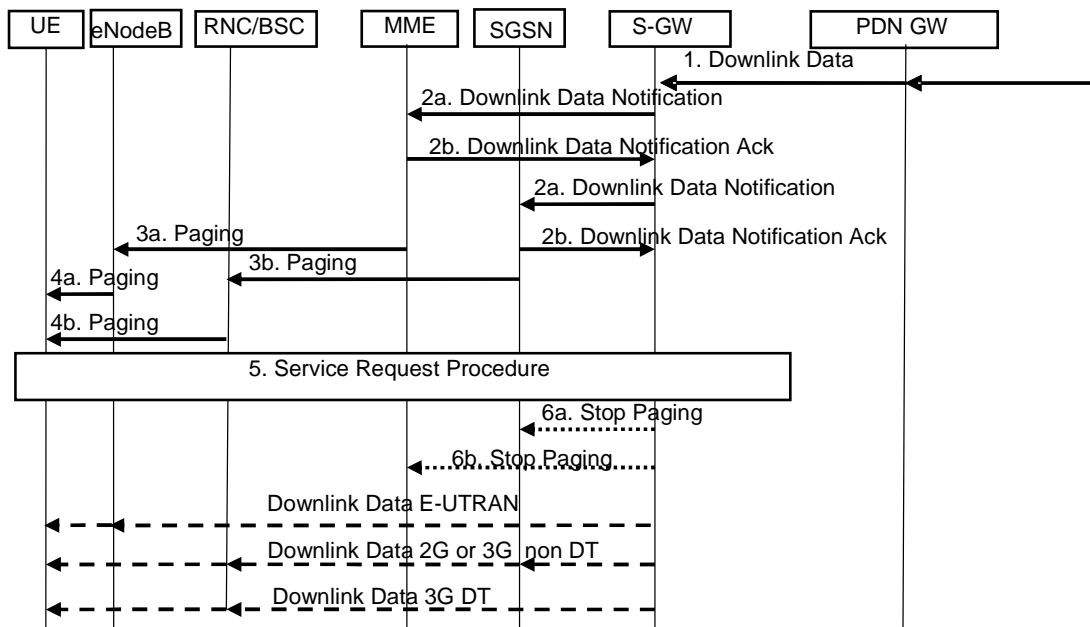 UE
eNodeB
RNC/BSC
MME
SGSN
S-GW
PDN GW
1. Downlink Data
2a. Downlink Data Notification
2b. Downlink Data Notification Ack
2a. Downlink Data Notification
3a. Paging
2b. Downlink Data Notification Ack
3b. Paging
4a. Paging
4b. Paging
5. Service Request Procedure
6a. Stop Paging
6b. Stop Paging
Downlink Data E-UTRAN
Downlink Data 2G or 3G non DT
Downlink Data 3G DT